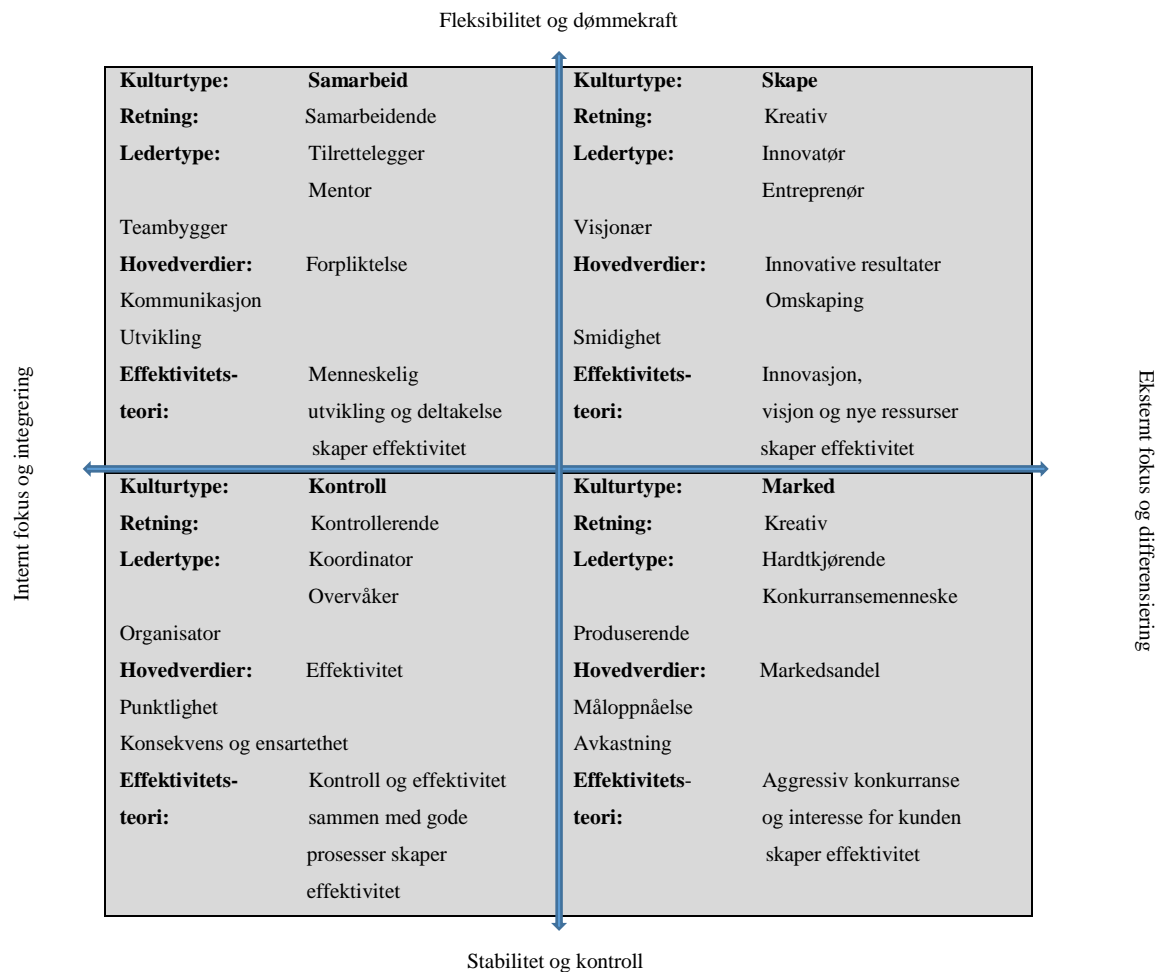 Fleksibilitet og dømmekraft
Internt fokus og integrering
Kulturtype: Samarbeid
Retning: Samarbeidende
Ledertype: Tilrettelegger
Mentor
Teambygger
Hovedverdier: Forpliktelse
Kommunikasjon
Utvikling
Effektivitets- Menneskelig
teori: utvikling og deltakelse
skaper effektivitet
Kulturtype: Skape
Retning: Kreativ
Ledertype: Innovatør
Entreprenør
Visjonær
Hovedverdier: Innovative resultater
Omskaping
Smidighet
Effektivitets- Innovasjon,
teori: visjon og nye ressurser
skaper effektivitet
Kulturtype: Kontroll
Retning: Kontrollerende
Ledertype: Koordinator
Overvåker
Organisator
Hovedverdier: Effektivitet
Punktlighet
Konsekvens og ensartethet
Effektivitets- Kontroll og effektivitet
teori: sammen med gode
prosesser skaper
effektivitet
Kulturtype: Marked
Retning: Kreativ
Ledertype: Hardtkjørende
Konkurransemenneske
Produserende
Hovedverdier: Markedsandel
Måloppnåelse
Avkastning
Effektivitets- Aggressiv konkurranse
teori: og interesse for kunden
skaper effektivitet
Eksternt fokus og differensiering
Stabilitet og kontroll